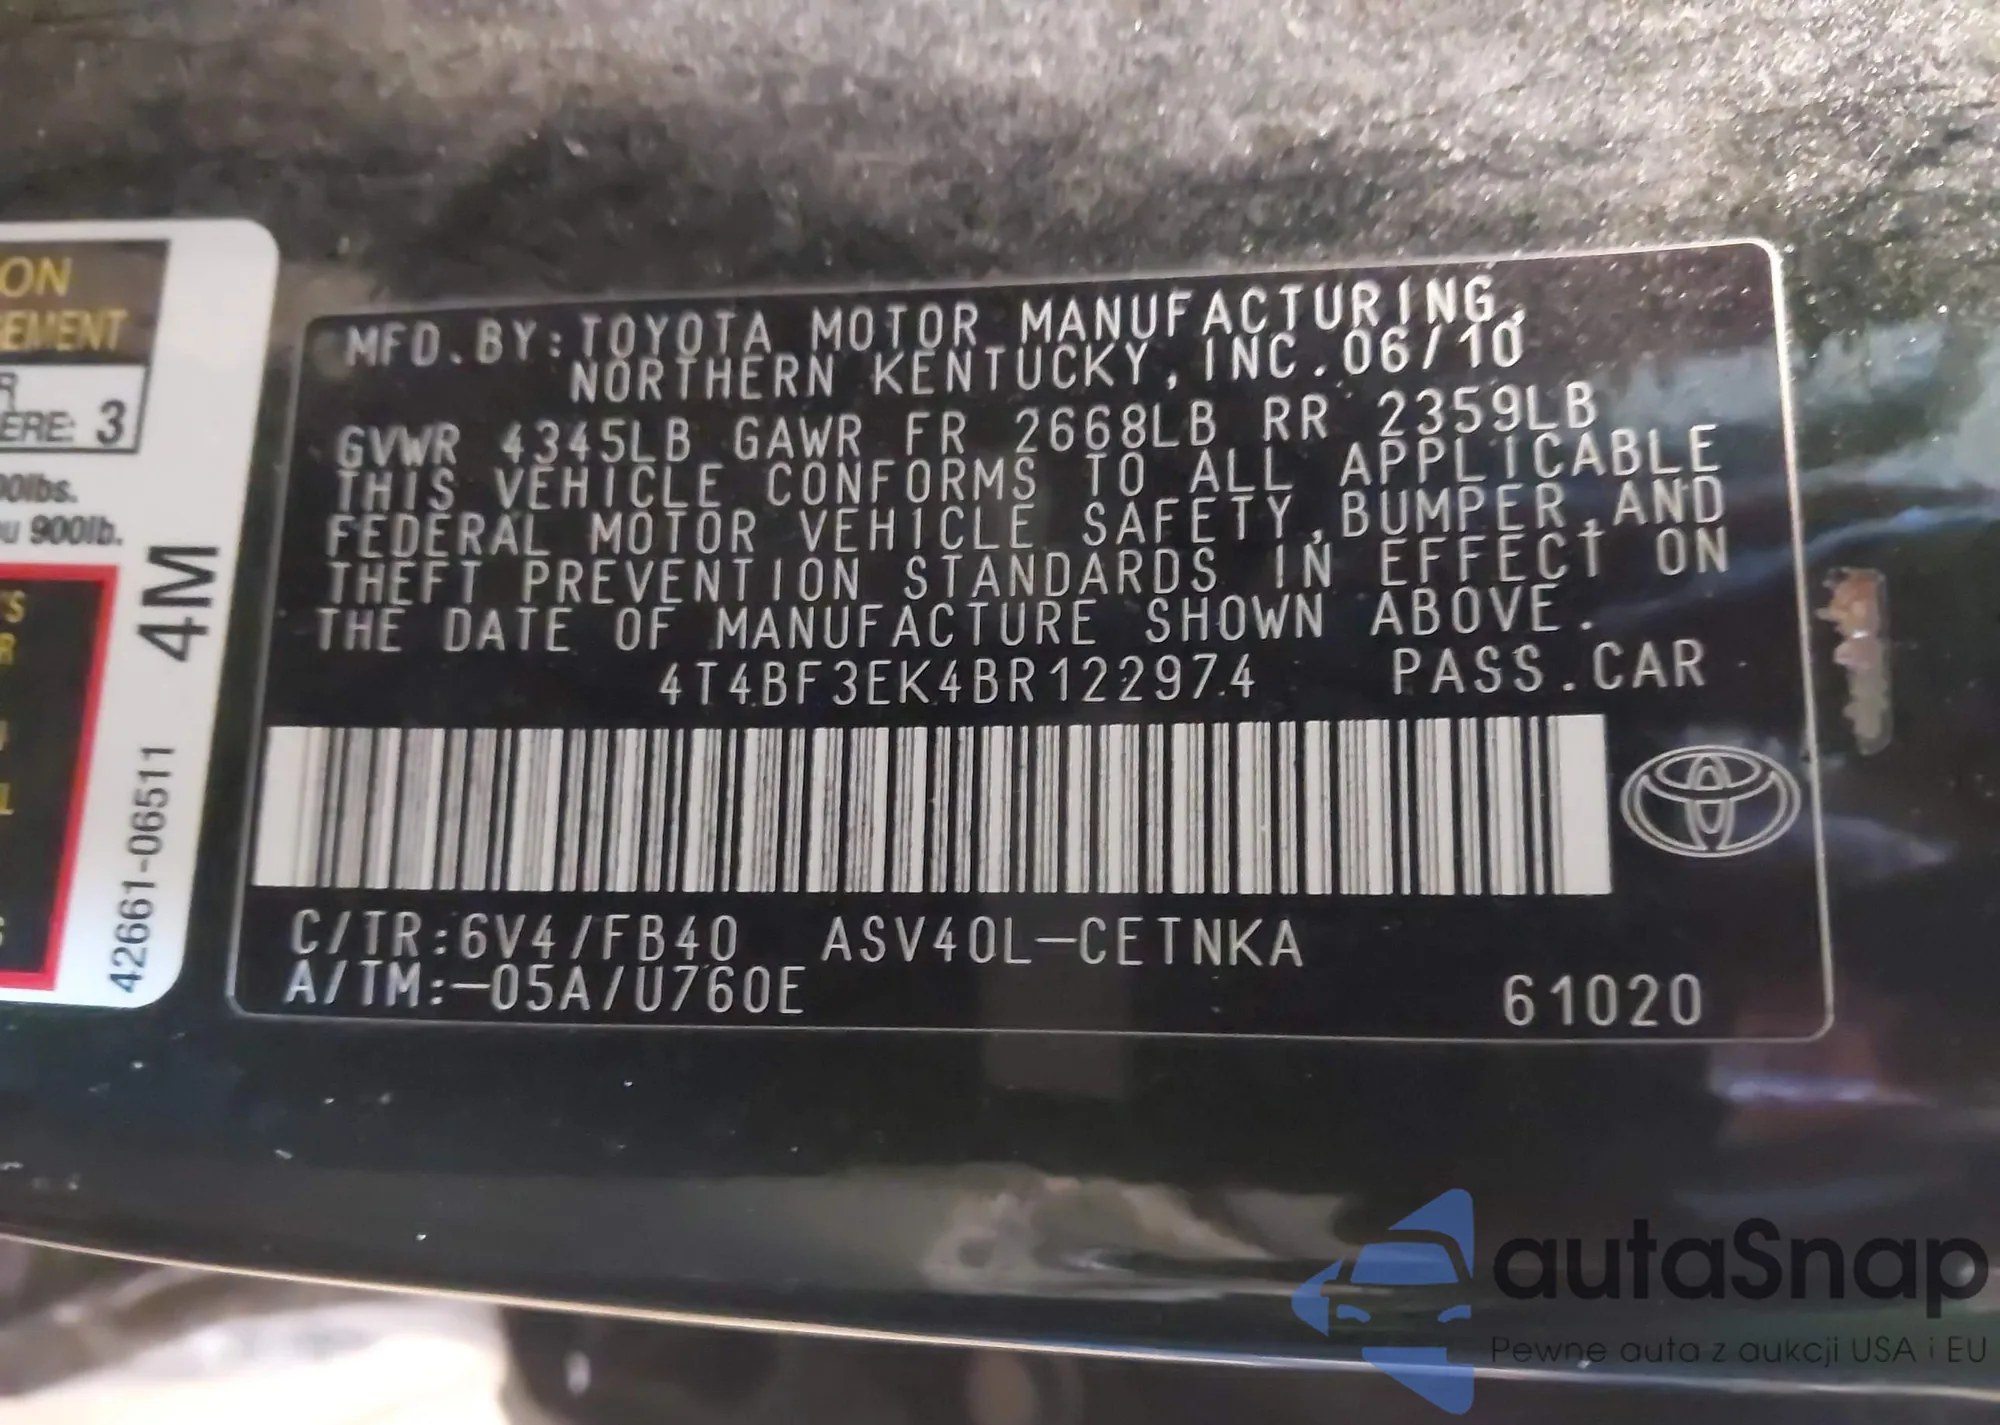 MFD.BY:TOYOTA MOTOR MANUFACTURING,
NORTHERN KENTUCKY, INC.06/10
GVWR 4345LB GAWR FR 2668LB RR 2359LB
THIS VEHICLE CONFORMS TO ALL APPLICABLE
FEDERAL MOTOR VEHICLE SAFETY,BUMPER,AND
THEFT PREVENTION STANDARDS IN EFFECT ON
THE DATE OF MANUFACTURE SHOWN ABOVE.
4T4BF3EK4BR122974 PASS.CAR
C/TR:6V4/FB40 ASV40L-CETNKA
A/TM:-05A/U760E
61020
ON
EMENT
R
ERE: 3
00lbs.
u 900lb.
4M
42661-06511
autaSnap
Pewne auta z aukcji USA i EU